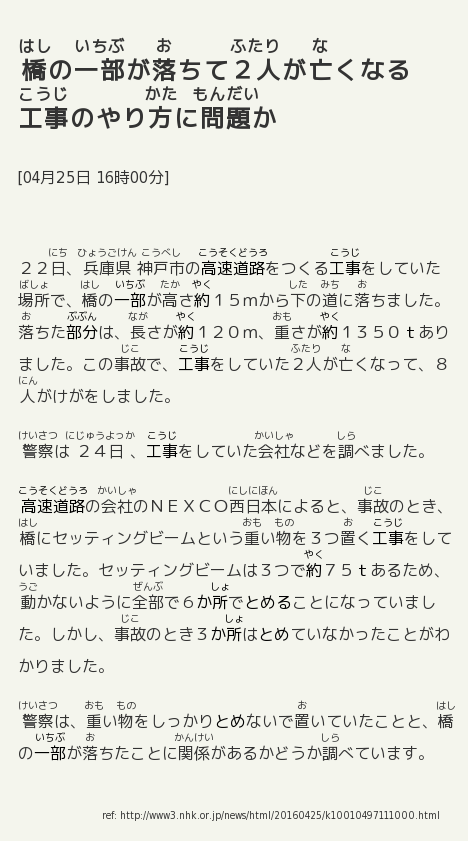 橋の一部が落ちて２人が亡くなる
工事のやり方に問題か
[04月25日 16時00分]
２２日、兵庫県 神戸市の高速道路をつくる工事をしていた
場所で、橋の一部が高さ約１５ｍから下の道に落ちました。
落ちた部分は、長さが約１２０ｍ、重さが約１３５０ｔあり
ました。この事故で、工事をしていた２人が亡くなって、８
人がけがをしました。
警察は ２４日 、工事をしていた会社などを調べました。
高速道路の会社のＮＥＸＣＯ西日本によると、事故のとき、
橋にセッティングビームという重い物を３つ置く工事をして
いました。セッティングビームは３つで約７５ｔあるため、
動かないように全部で６か所でとめることになっていまし
た。しかし、事故のとき３か所はとめていなかったことがわ
かりました。
警察は、重い物をしっかりとめないで置いていたことと、橋
の一部が落ちたことに関係があるかどうか調べています。
ref: http://www3.nhk.or.jp/news/html/20160425/k10010497111000.html